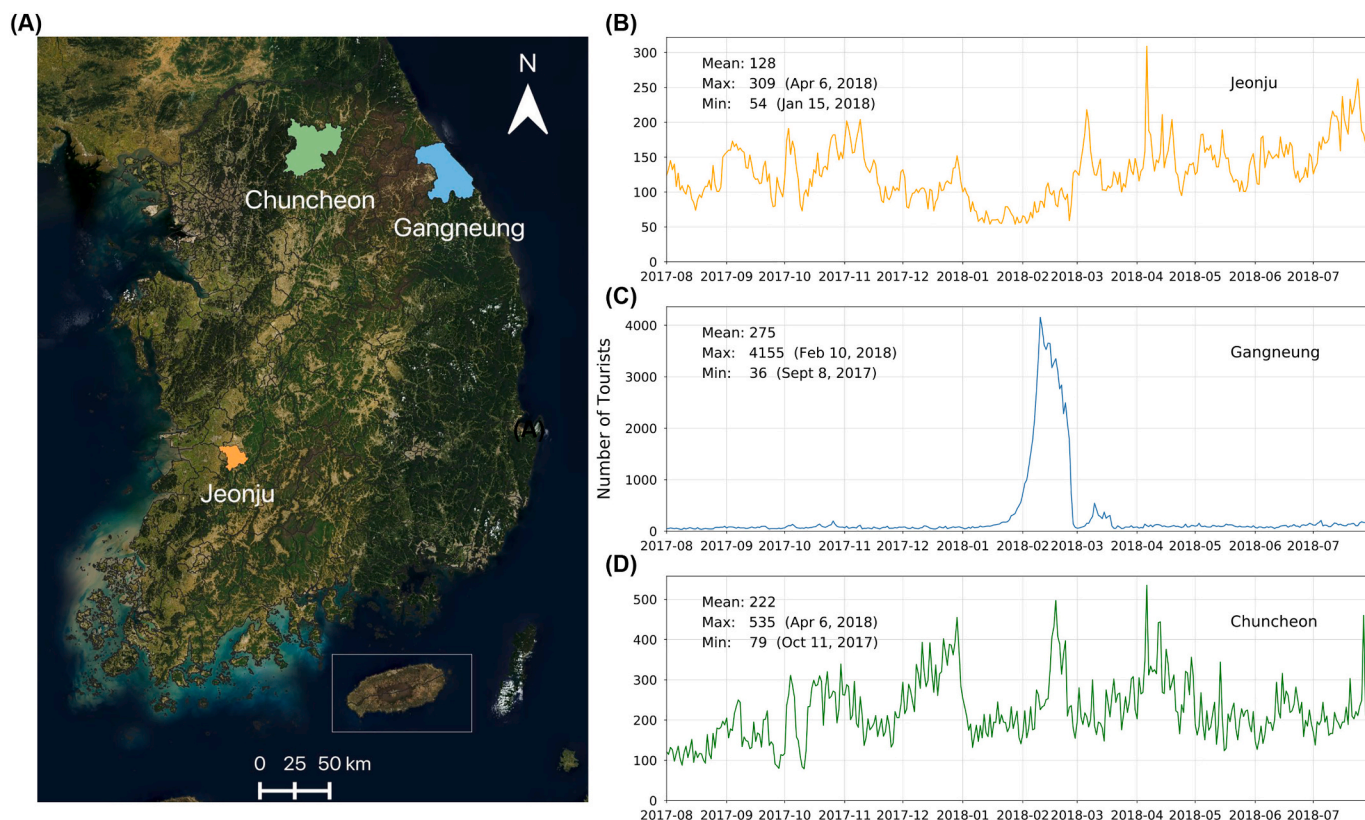 (A)
N
Chuncheon
Gangneung
(A)
Jeonju
0 25 50 km
(B)
Mean: 128
Max: 309 (Apr 6, 2018)
Min: 54 (Jan 15, 2018)
Jeonju
300
250
200
150
100
50
0
2017-08 2017-09 2017-10 2017-11 2017-12 2018-01 2018-02 2018-03 2018-04 2018-05 2018-06 2018-07
(C)
Mean: 275
Max: 4155 (Feb 10, 2018)
Min: 36 (Sept 8, 2017)
Gangneung
Number of Tourists
4000
3000
2000
1000
0
2017-08 2017-09 2017-10 2017-11 2017-12 2018-01 2018-02 2018-03 2018-04 2018-05 2018-06 2018-07
(D)
Mean: 222
Max: 535 (Apr 6, 2018)
Min: 79 (Oct 11, 2017)
Chuncheon
500
400
300
200
100
0
2017-08 2017-09 2017-10 2017-11 2017-12 2018-01 2018-02 2018-03 2018-04 2018-05 2018-06 2018-07